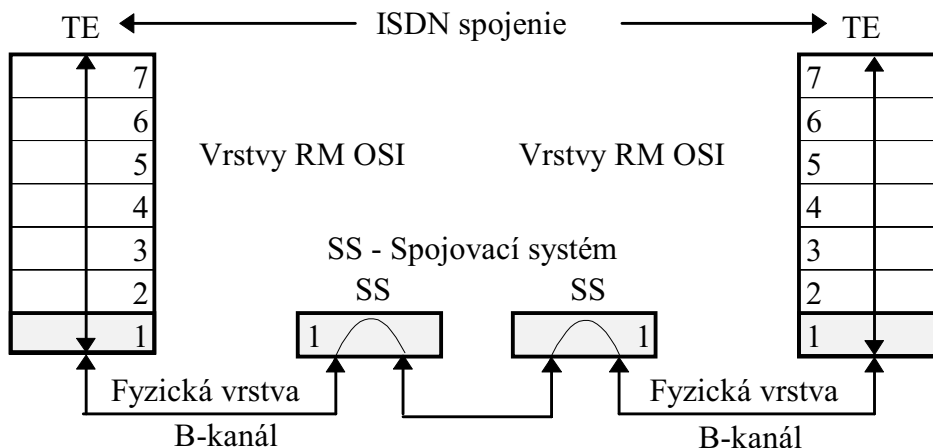 TE ISDN spojenie TE
7 7
6 6
Vrstvy RM OSI Vrstvy RM OSI
5 5
4 4
3 3
SS - Spojovací systém
2 SS SS 2
1 1 1 1
Fyzická vrstva Fyzická vrstva
B-kanál B-kanál